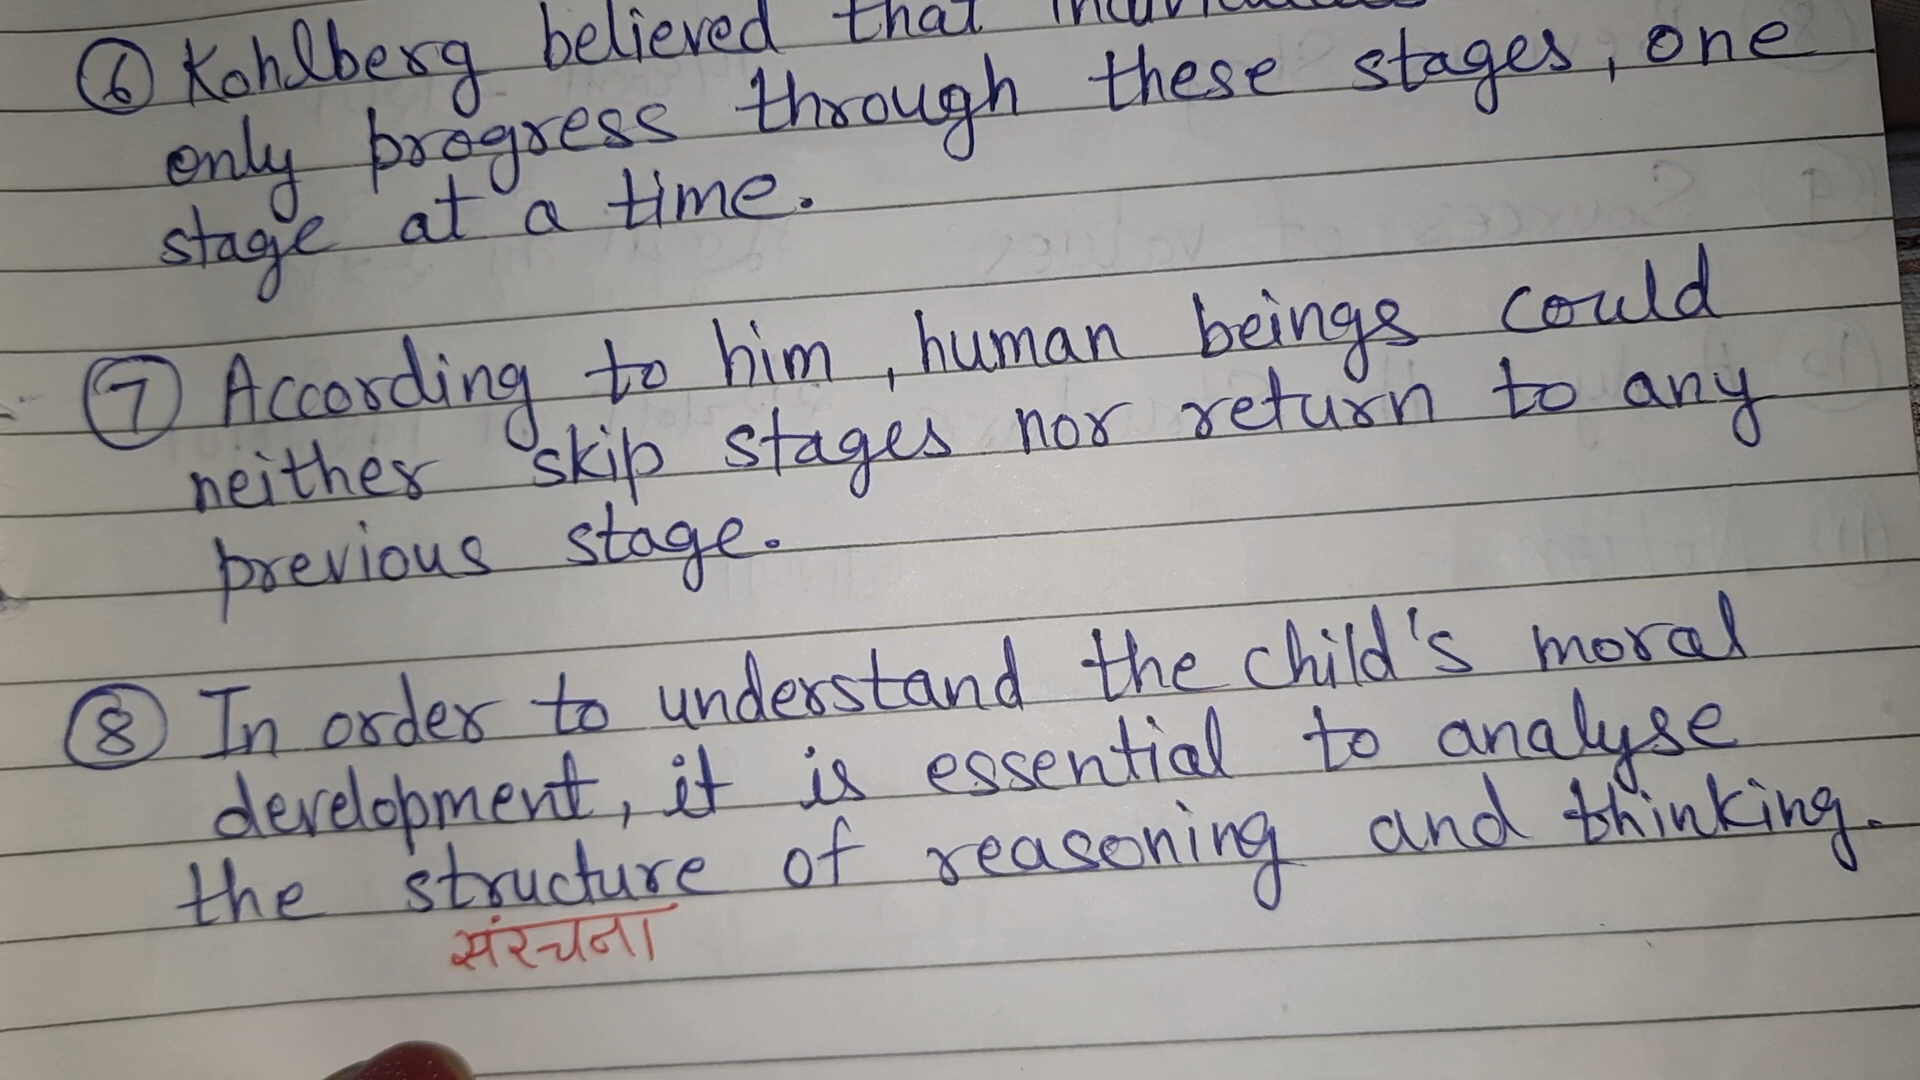 ⑥ Kohlberg believed that
only progress through these stages, one
stage at a time.
⑦ According to him, human beings could
neither skip stages nor return to any
previous stage.
⑧ In order to understand the child's moral
development, it is essential to analyse
the structure of reasoning and thinking.
संरचना